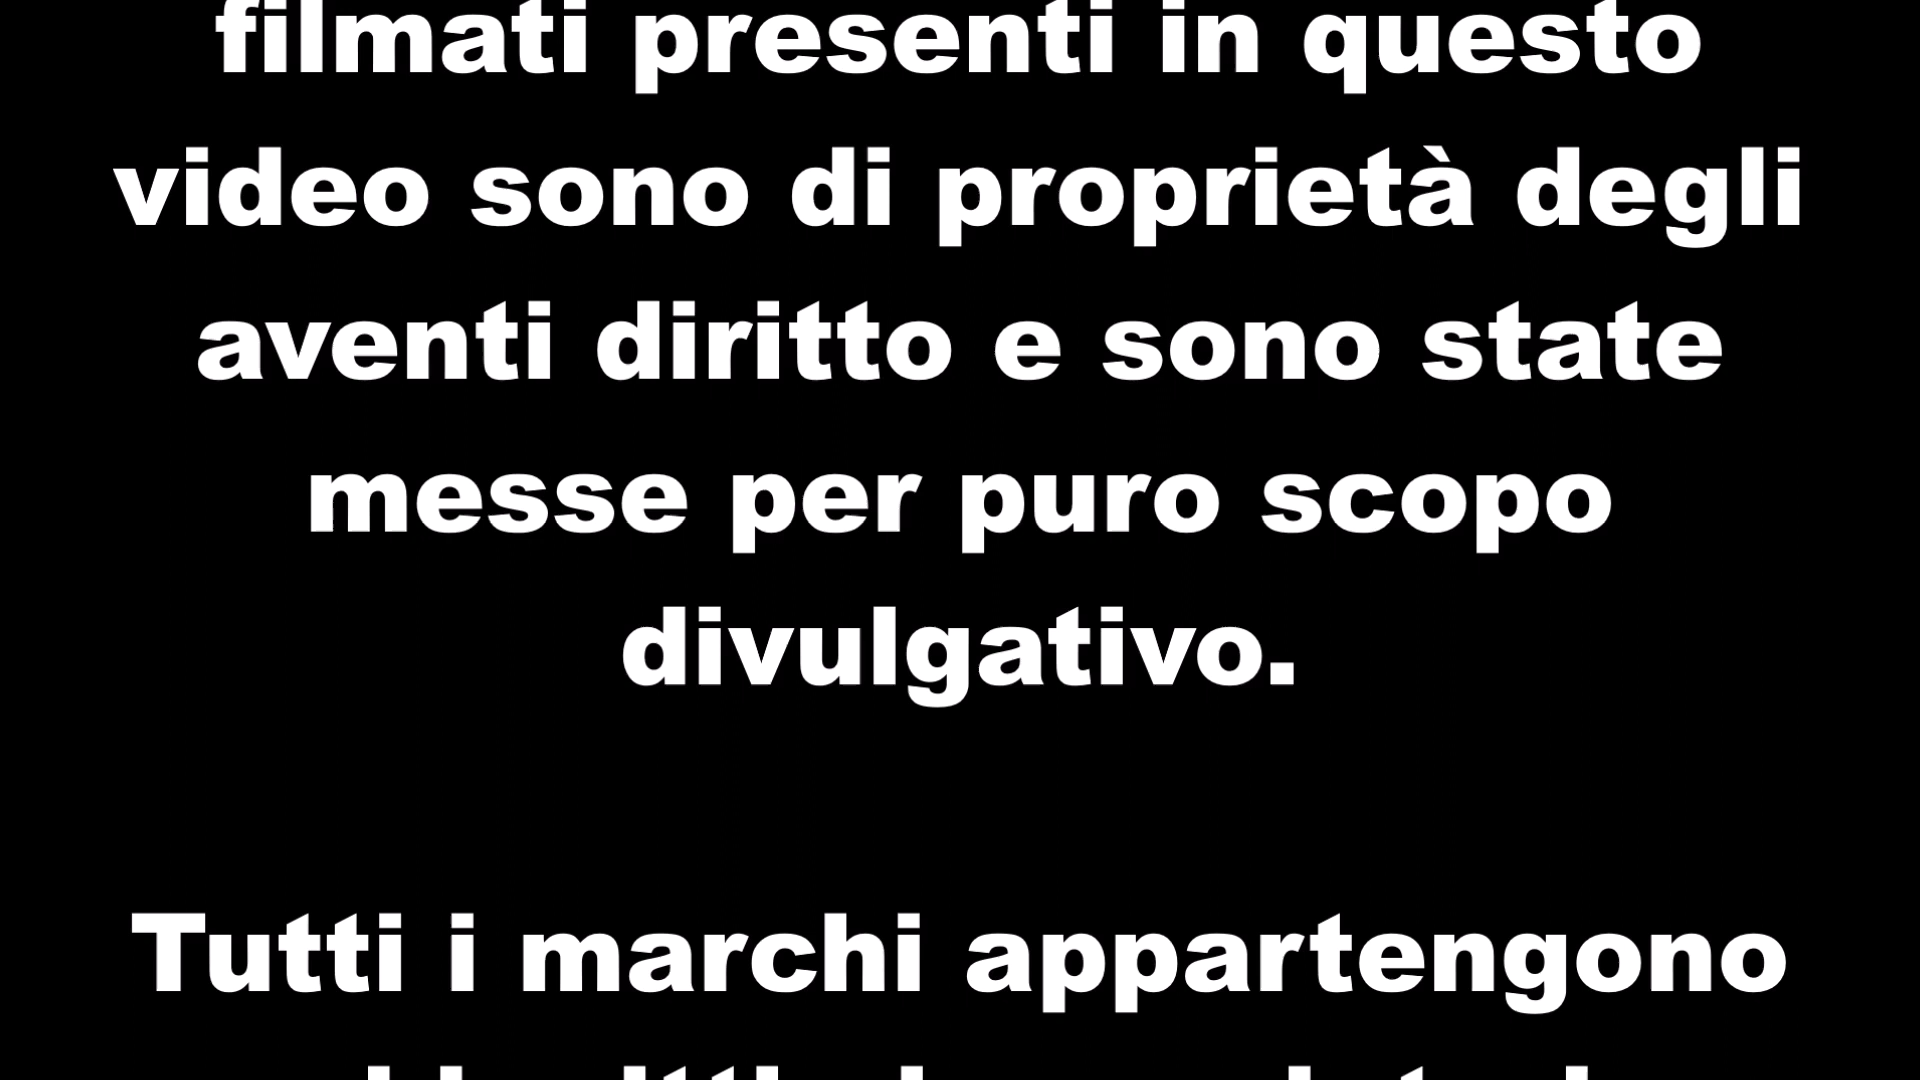 filmati presenti in questo
video sono di proprietà degli
aventi diritto e sono state
messe per puro scopo
divulgativo.
Tutti i marchi appartengono